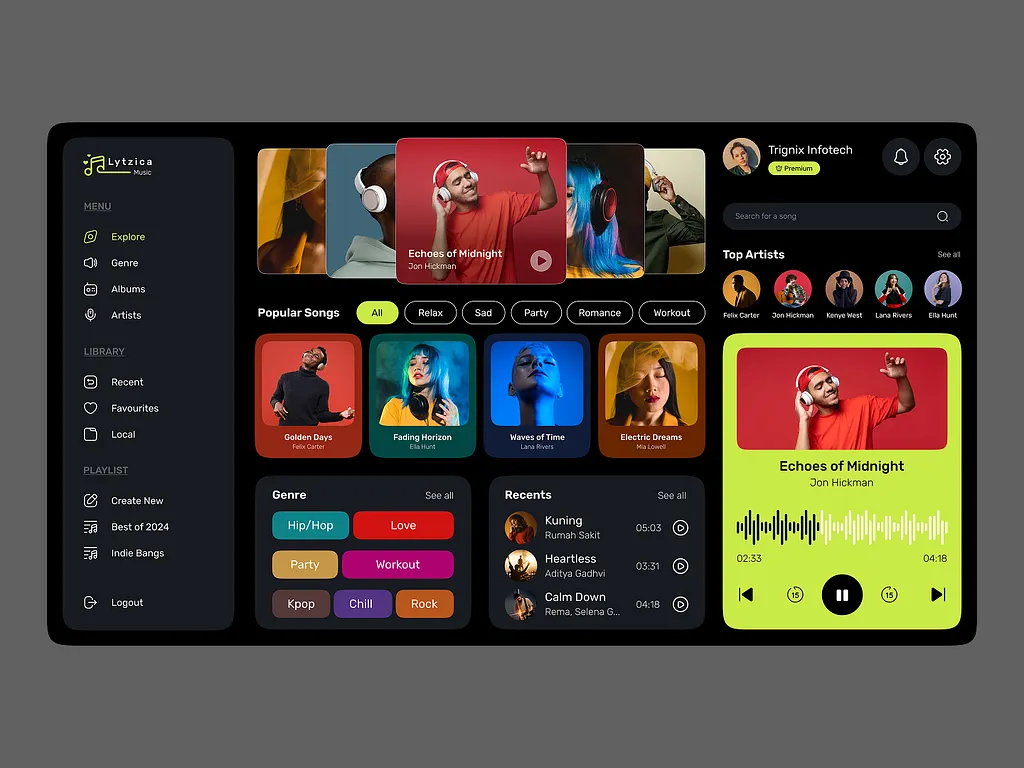 Lytzica
Music
MENU
Explore
Genre
Albums
Artists
LIBRARY
Recent
Favourites
Local
PLAYLIST
Create New
Best of 2024
Indie Bangs
Logout
Echoes of Midnight
Jon Hickman
Popular Songs
All
Relax
Sad
Party
Romance
Workout
Golden Days
Felix Carter
Fading Horizon
Ella Hunt
Waves of Time
Lana Rivers
Electric Dreams
Mia Lowell
Genre
See all
Hip/Hop
Love
Party
Workout
Kpop
Chill
Rock
Recents
See all
Kuning
Rumah Sakit
05:03
Heartless
Aditya Gadhvi
03:31
Calm Down
Rema, Selena G...
04:18
Trignix Infotech
Premium
Search for a song
Top Artists
See all
Felix Carter
Jon Hickman
Kenye West
Lana Rivers
Ella Hunt
Echoes of Midnight
Jon Hickman
02:33
04:18
15
15